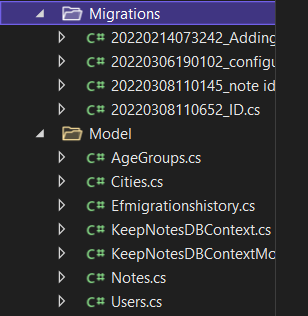 Migrations
C# 20220214073242_Adding
C# 20220306190102_configu
C# 20220308110145_note id
C# 20220308110652_ID.cs
Model
C# AgeGroups.cs
C# Cities.cs
C# Efmigrationshistory.cs
C# KeepNotesDBContext.cs
C# KeepNotesDBContextMo
C# Notes.cs
C# Users.cs